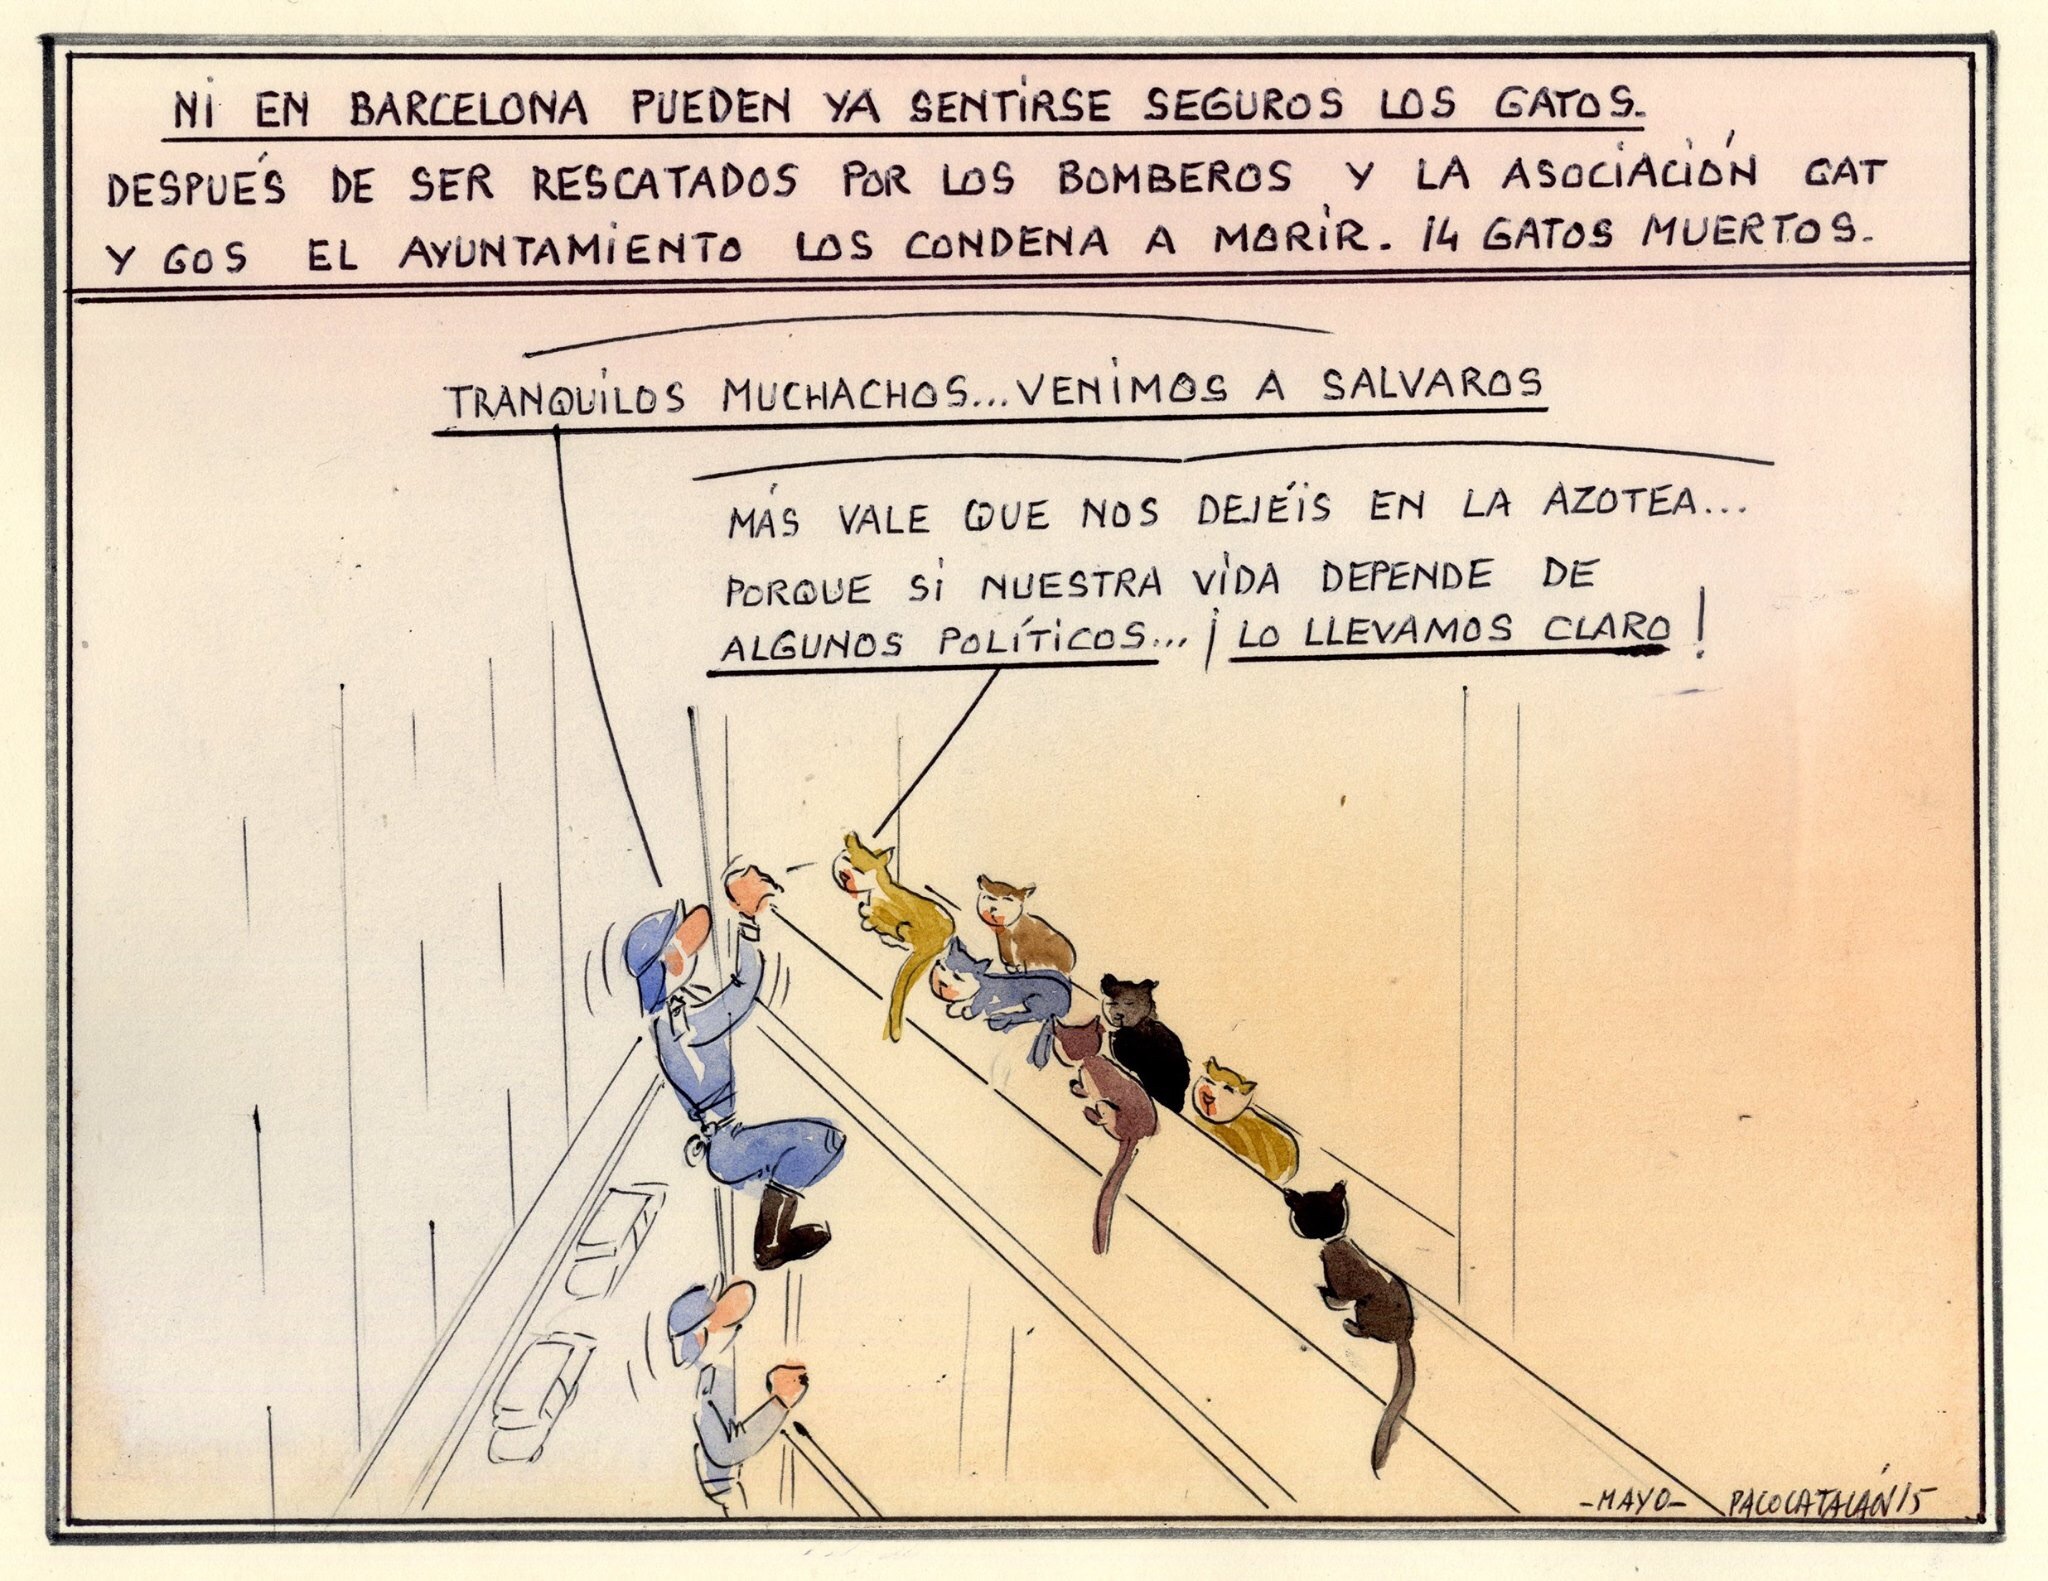 NI EN BARCELONA PUEDEN YA SENTIRSE SEGUROS LOS GATOS.
DESPUÉS DE SER RESCATADOS POR LOS BOMBEROS Y LA ASOCIACIÓN GAT
Y GOS EL AYUNTAMIENTO LOS CONDENA A MORIR. 14 GATOS MUERTOS.
TRANQUILOS MUCHACHOS... VENIMOS A SALVAROS
MÁS VALE QUE NOS DEJÉIS EN LA AZOTEA...
PORQUE SI NUESTRA VIDA DEPENDE DE
ALGUNOS POLÍTICOS... ¡LO LLEVAMOS CLARO!
-MAYO- PACOCATALÁN/15